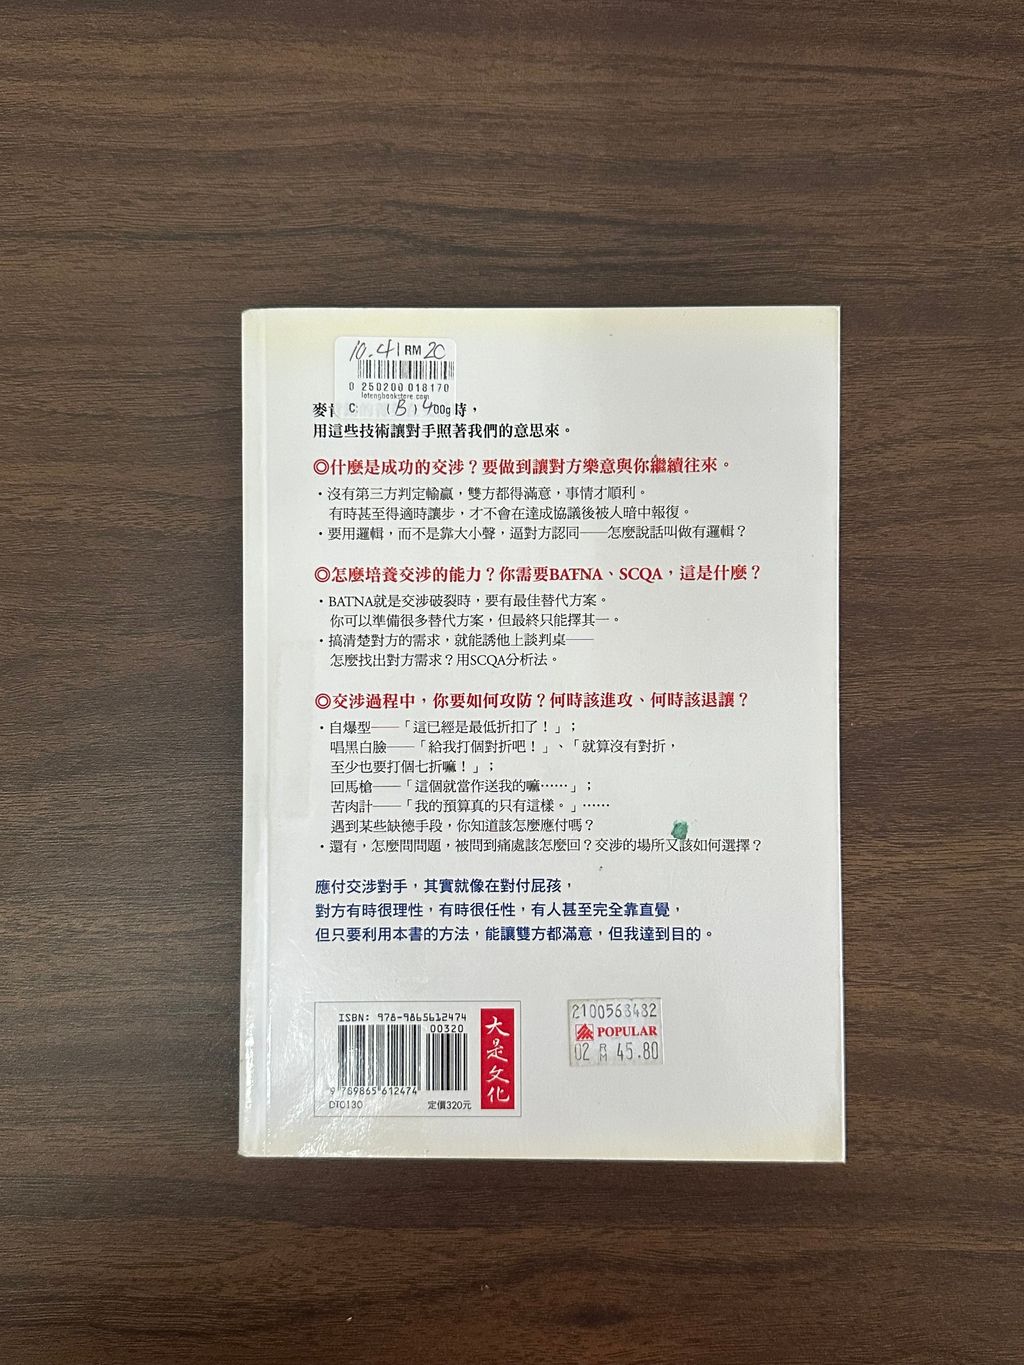 10.41 RM 20
0 250200 018170
lotengbookstore.com
C: (B) 400g
麥 時，
用這些技術讓對手照著我們的意思來。
◎什麼是成功的交涉？要做到讓對方樂意與你繼續往來。
・沒有第三方判定輸贏，雙方都得滿意，事情才順利。
有時甚至得適時讓步，才不會在達成協議後被人暗中報復。
・要用邏輯，而不是靠大小聲，逼對方認同——怎麼說話叫做有邏輯？
◎怎麼培養交涉的能力？你需要BATNA、SCQA，這是什麼？
・BATNA就是交涉破裂時，要有最佳替代方案。
你可以準備很多替代方案，但最終只能擇其一。
・搞清楚對方的需求，就能誘他上談判桌——
怎麼找出對方需求？用SCQA分析法。
◎交涉過程中，你要如何攻防？何時該進攻、何時該退讓？
・自爆型——「這已經是最低折扣了！」；
唱黑白臉——「給我打個對折吧！」、「就算沒有對折，
至少也要打個七折嘛！」；
回馬槍——「這個就當作送我的嘛⋯⋯」；
苦肉計——「我的預算真的只有這樣。」⋯⋯
遇到某些缺德手段，你知道該怎麼應付嗎？
・還有，怎麼問問題，被問到痛處該怎麼回？交涉的場所又該如何選擇？
應付交涉對手，其實就像在對付屁孩，
對方有時很理性，有時很任性，有人甚至完全靠直覺，
但只要利用本書的方法，能讓雙方都滿意，但我達到目的。
ISBN: 978-9865612474
00320
9 789865 612474
DT0130 定價320元
大是文化
2100568482
POPULAR
02 RM 45.80